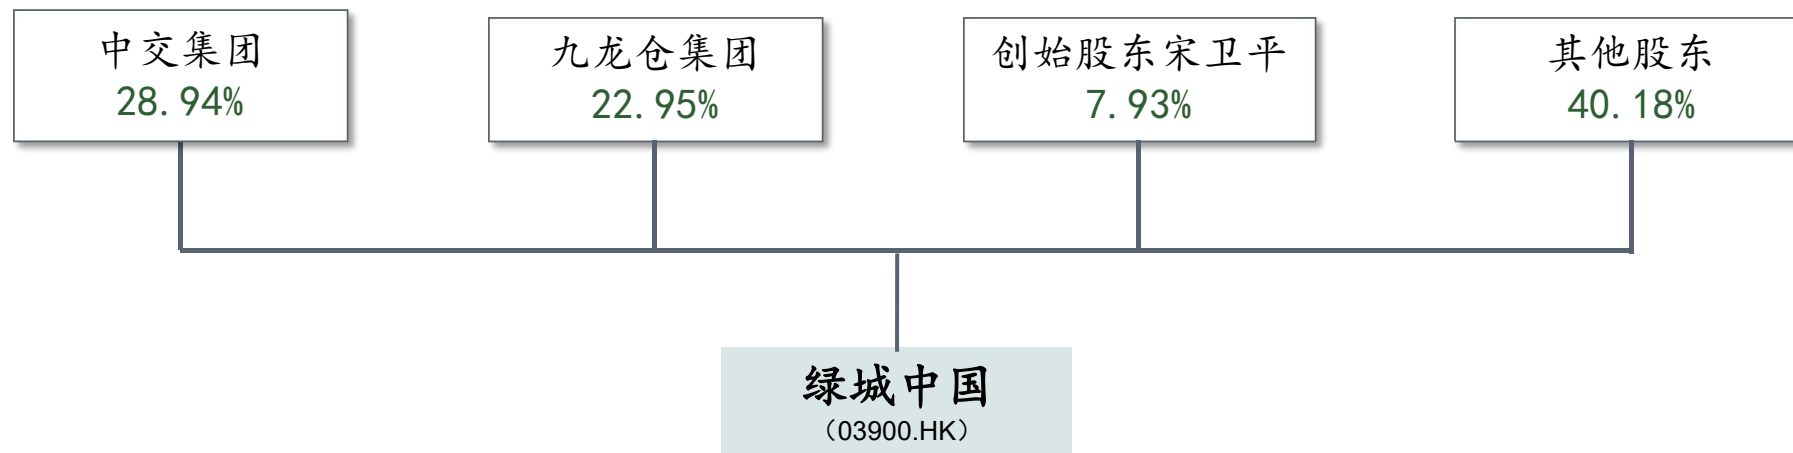 中交集团
28.94%
九龙仓集团
22.95%
创始股东宋卫平
7.93%
其他股东
40.18%
绿城中国
（03900.HK）